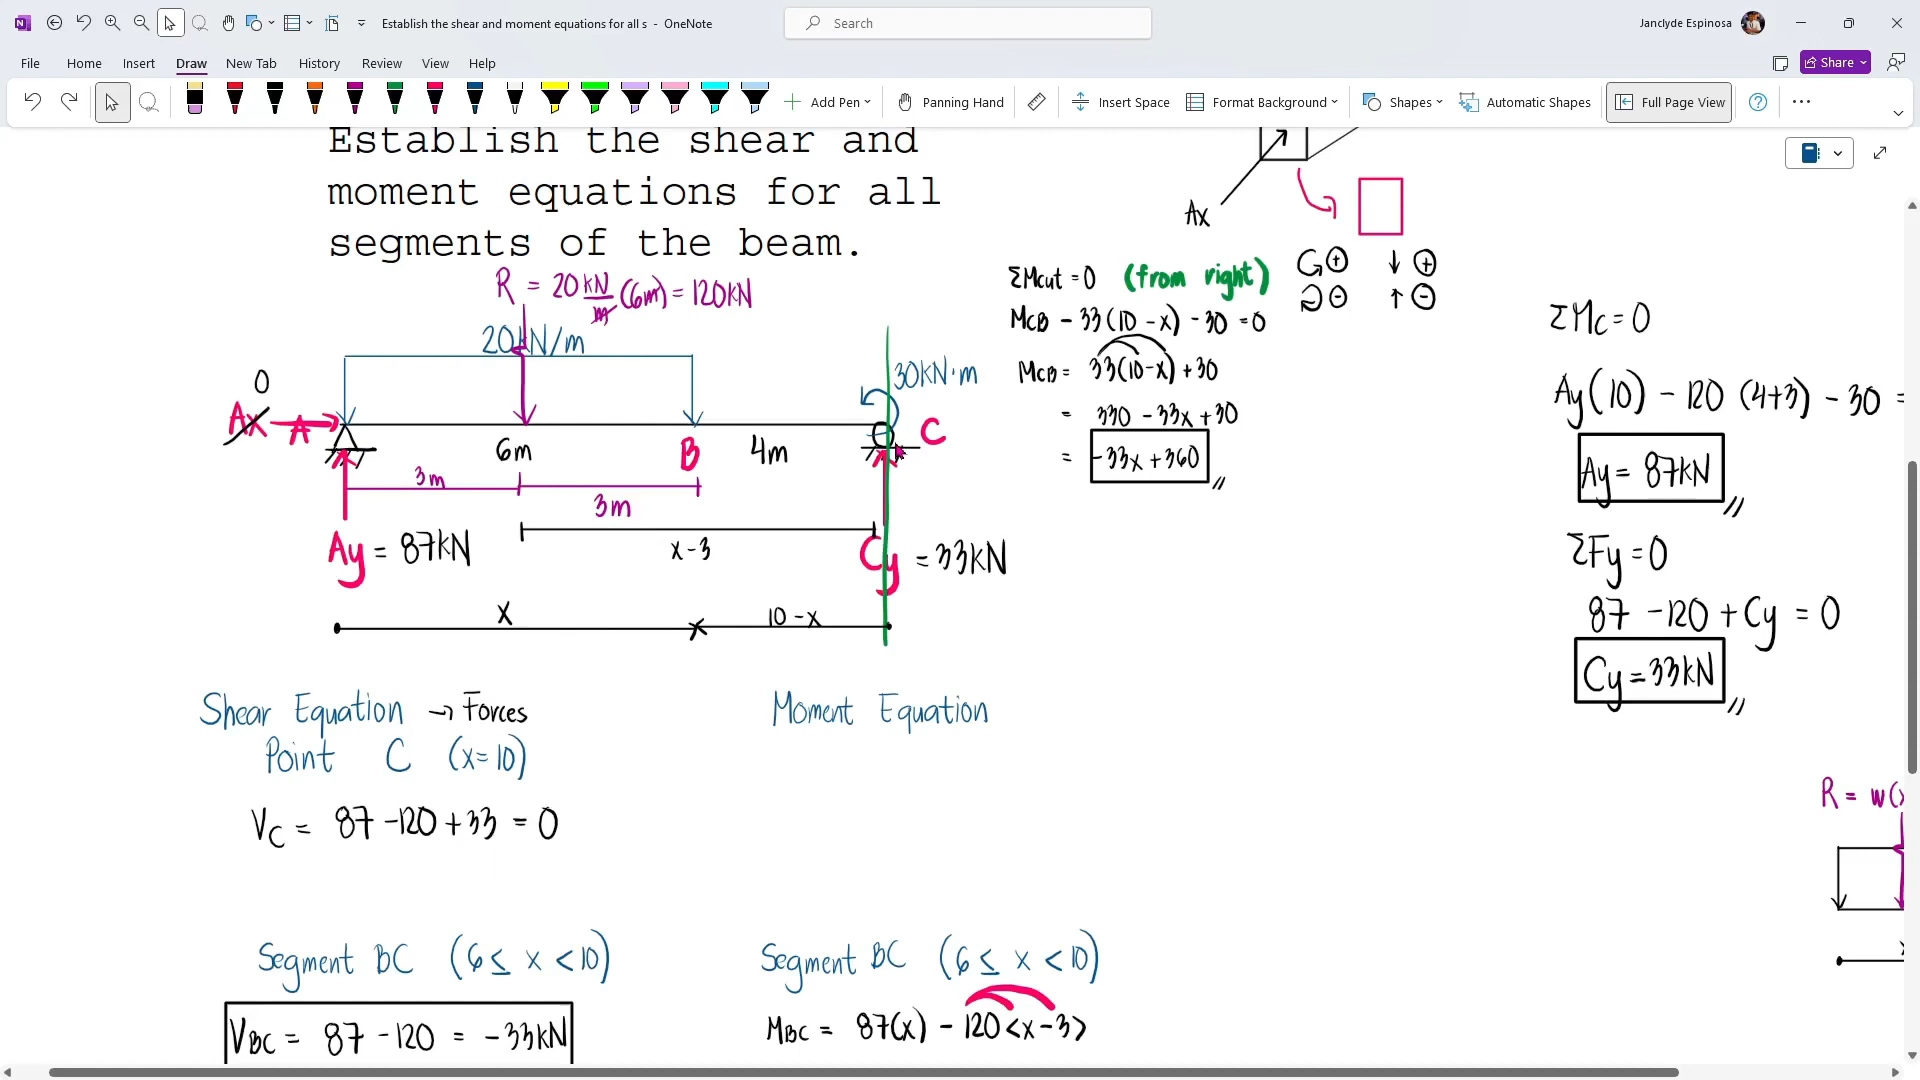 Establish the shear and moment equations for all s - OneNote
Search
Janclyde Espinosa
File Home Insert Draw New Tab History Review View Help
Share
Add Pen
Panning Hand
Insert Space
Format Background
Shapes
Automatic Shapes
Full Page View
Establish the shear and
moment equations for all
segments of the beam.
R = 20 kN/m (6m) = 120kN
20kN/m
0
Ax
A
6m
B
4m
30kN·m
C
3m
3m
x-3
Ay = 87kN
Cy = 33kN
x
10-x
Ax
ΣMcut = 0 (from right)
MCB - 33(10-x) - 30 = 0
MCB = 33(10-x) + 30
= 330 - 33x + 30
= -33x + 360
+ ↓ +
- ↑ -
ΣMc = 0
Ay(10) - 120 (4+3) - 30 =
Ay = 87kN
ΣFy = 0
87 - 120 + Cy = 0
Cy = 33kN
Shear Equation → Forces
Point C (x=10)
Vc = 87 - 120 + 33 = 0
Moment Equation
Segment BC (6 ≤ x < 10)
VBC = 87 - 120 = -33kN
Segment BC (6 ≤ x < 10)
MBC = 87(x) - 120<x-3>
R = w(x